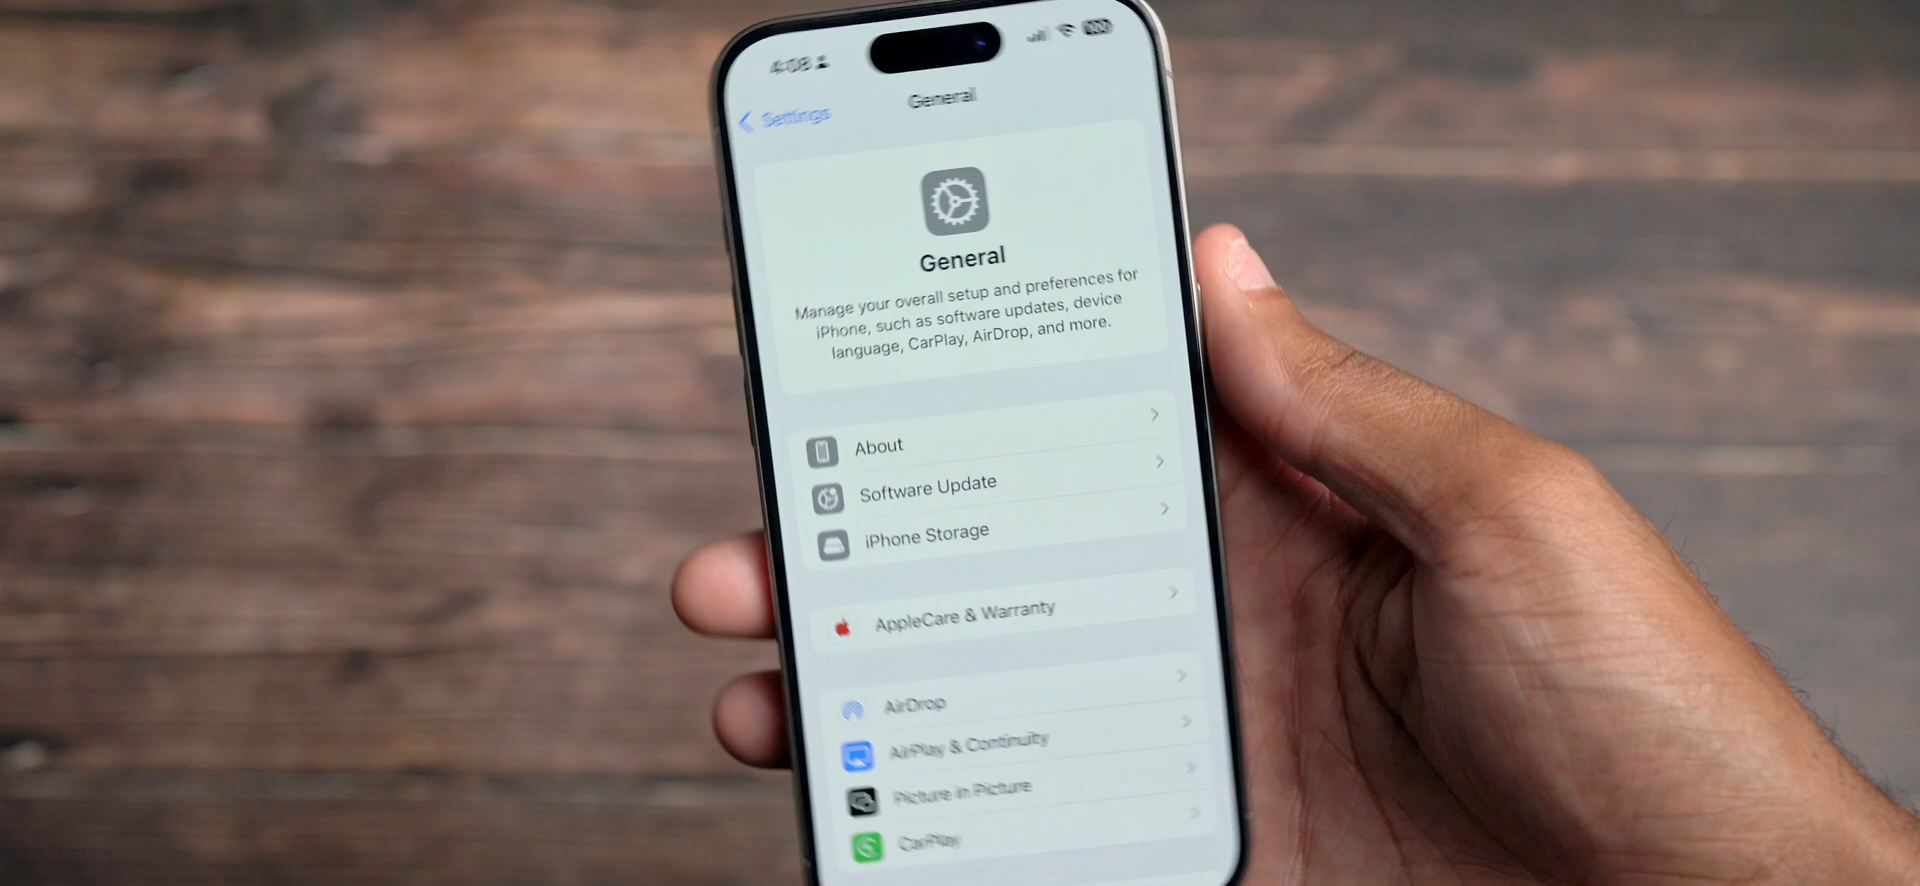 4:08
Settings
General
General
Manage your overall setup and preferences for
iPhone, such as software updates, device
language, CarPlay, AirDrop, and more.
About
Software Update
iPhone Storage
AppleCare & Warranty
AirDrop
AirPlay & Continuity
Picture in Picture
CarPlay